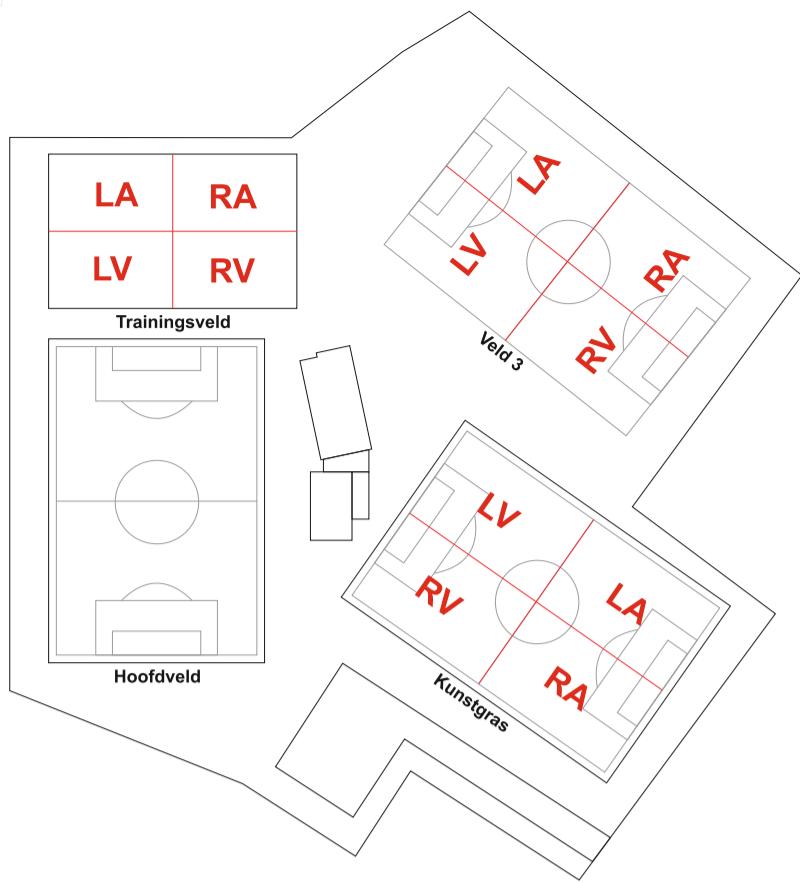 LA RA
LV RV
Trainingsveld
Hoofdveld
LA
LV
RA
RV
Veld 3
LV
RV
LA
RA
Kunstgras